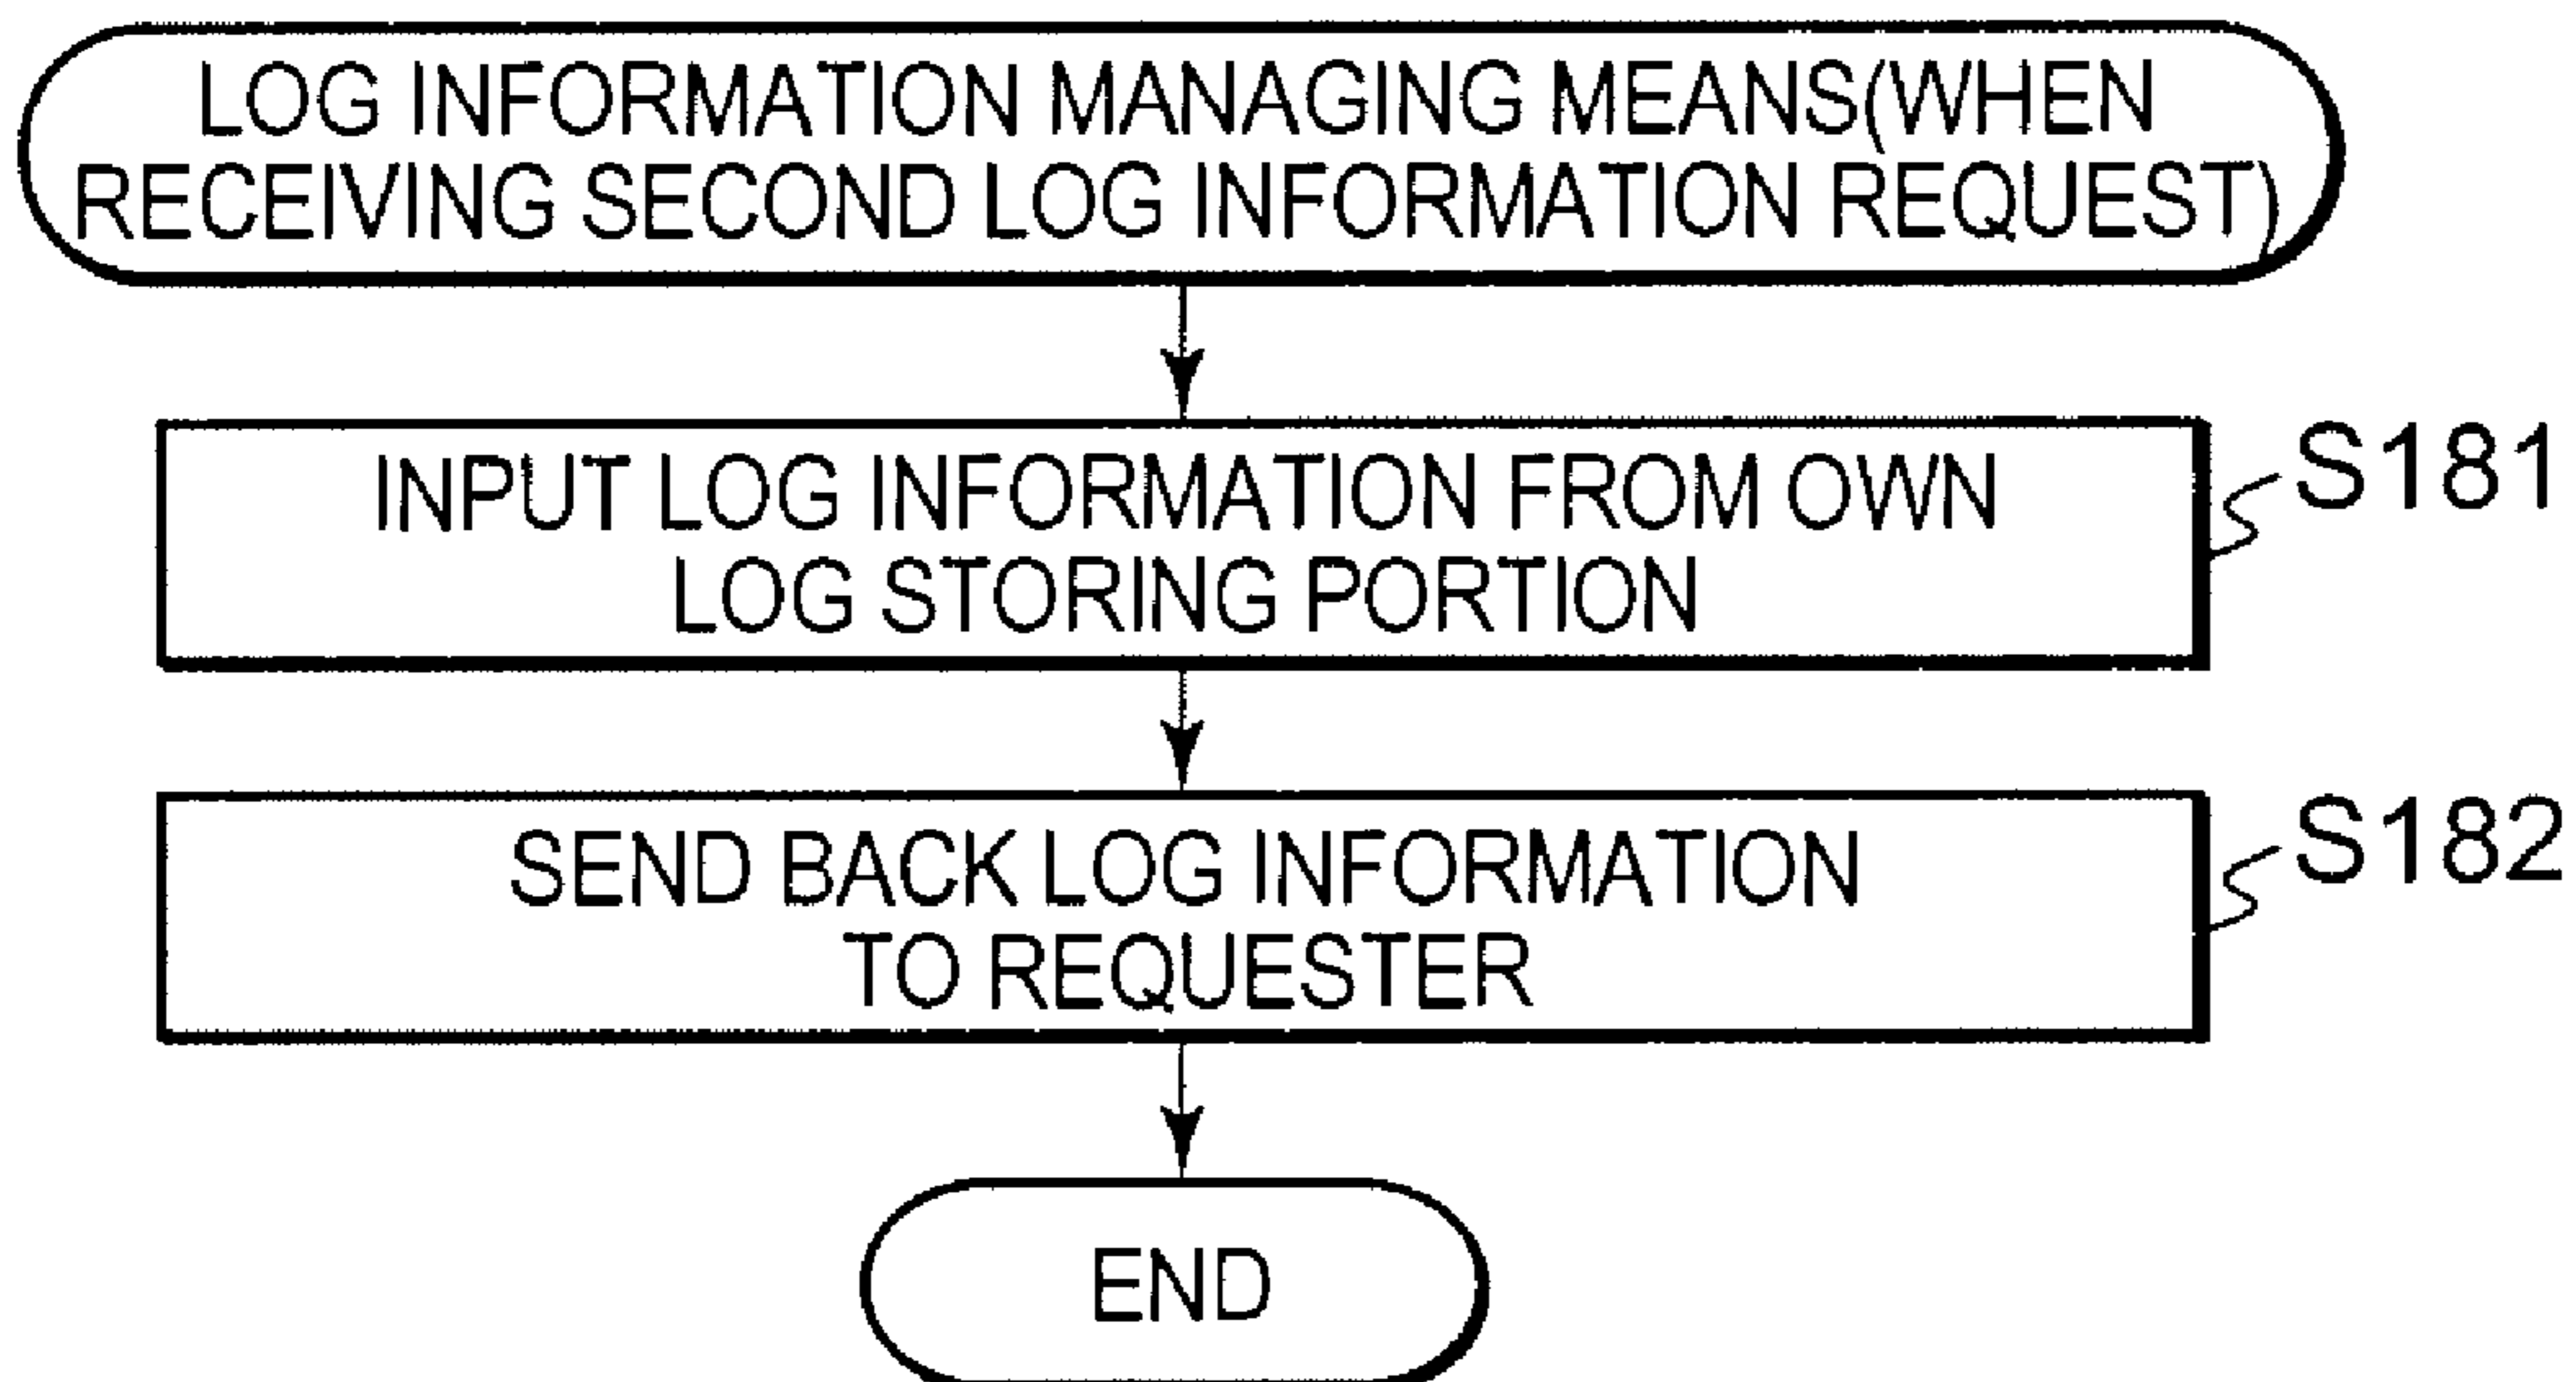 LOG INFORMATION MANAGING MEANS(WHEN
RECEIVING SECOND LOG INFORMATION REQUEST)
INPUT LOG INFORMATION FROM OWN
LOG STORING PORTION
S181
SEND BACK LOG INFORMATION
TO REQUESTER
S182
END